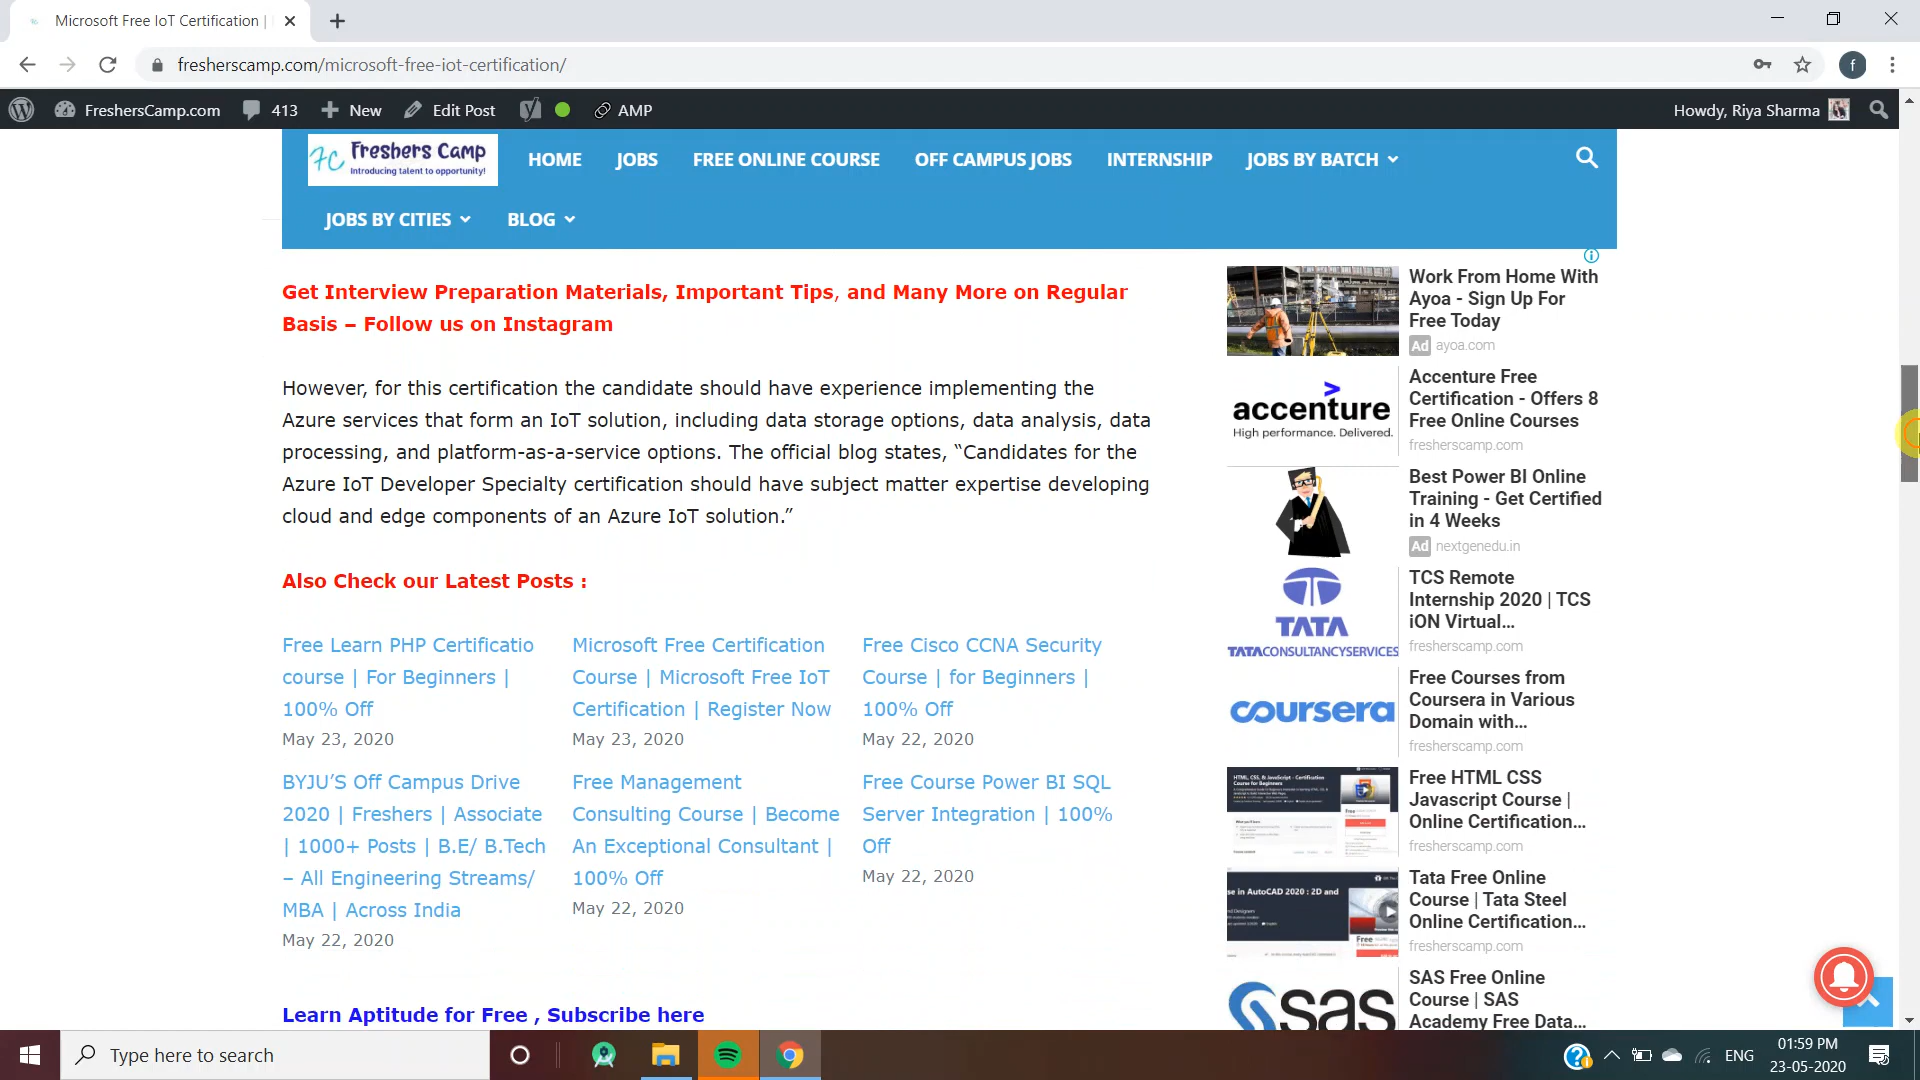 Microsoft Free IoT Certification |
fresherscamp.com/microsoft-free-iot-certification/
f
FreshersCamp.com
413
New
Edit Post
AMP
Howdy, Riya Sharma
FC Freshers Camp
Introducing talent to opportunity!
HOME
JOBS
FREE ONLINE COURSE
OFF CAMPUS JOBS
INTERNSHIP
JOBS BY BATCH
JOBS BY CITIES
BLOG
Get Interview Preparation Materials, Important Tips, and Many More on Regular
Basis – Follow us on Instagram
However, for this certification the candidate should have experience implementing the
Azure services that form an IoT solution, including data storage options, data analysis, data
processing, and platform-as-a-service options. The official blog states, “Candidates for the
Azure IoT Developer Specialty certification should have subject matter expertise developing
cloud and edge components of an Azure IoT solution.”
Also Check our Latest Posts :
Free Learn PHP Certificatio
course | For Beginners |
100% Off
May 23, 2020
Microsoft Free Certification
Course | Microsoft Free IoT
Certification | Register Now
May 23, 2020
Free Cisco CCNA Security
Course | for Beginners |
100% Off
May 22, 2020
BYJU’S Off Campus Drive
2020 | Freshers | Associate
| 1000+ Posts | B.E/ B.Tech
– All Engineering Streams/
MBA | Across India
May 22, 2020
Free Management
Consulting Course | Become
An Exceptional Consultant |
100% Off
May 22, 2020
Free Course Power BI SQL
Server Integration | 100%
Off
May 22, 2020
Learn Aptitude for Free , Subscribe here
Work From Home With
Ayoa - Sign Up For
Free Today
Ad ayoa.com
accenture
High performance. Delivered.
Accenture Free
Certification - Offers 8
Free Online Courses
fresherscamp.com
Best Power BI Online
Training - Get Certified
in 4 Weeks
Ad nextgenedu.in
TATA
TATA CONSULTANCY SERVICES
TCS Remote
Internship 2020 | TCS
iON Virtual...
fresherscamp.com
coursera
Free Courses from
Coursera in Various
Domain with...
fresherscamp.com
HTML, CSS, & JavaScript - Certification
Course for Beginners
Free HTML CSS
Javascript Course |
Online Certification...
fresherscamp.com
se in AutoCAD 2020 : 2D and
Free
Tata Free Online
Course | Tata Steel
Online Certification...
fresherscamp.com
sas
SAS Free Online
Course | SAS
Academy Free Data...
Type here to search
ENG
01:59 PM
23-05-2020